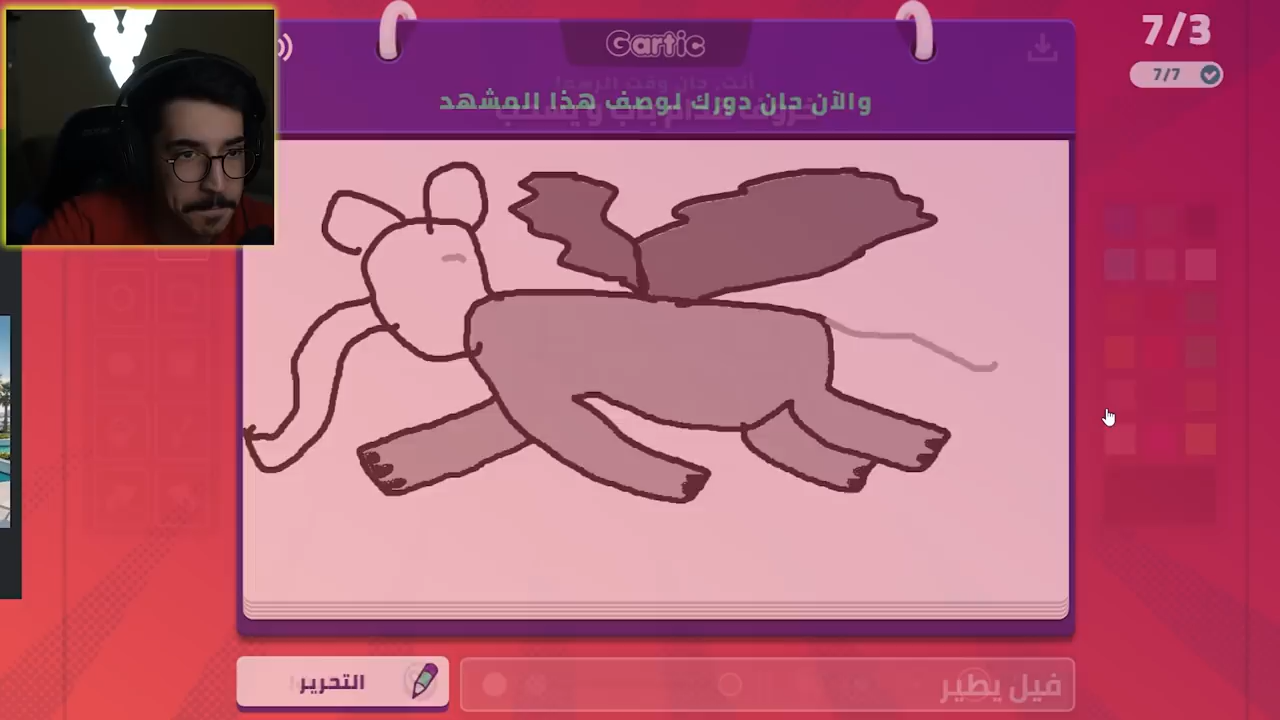 Gartic
7/3
7/7
والآن حان دورك لوصف هذا المشهد
التحرير
فيل يطير